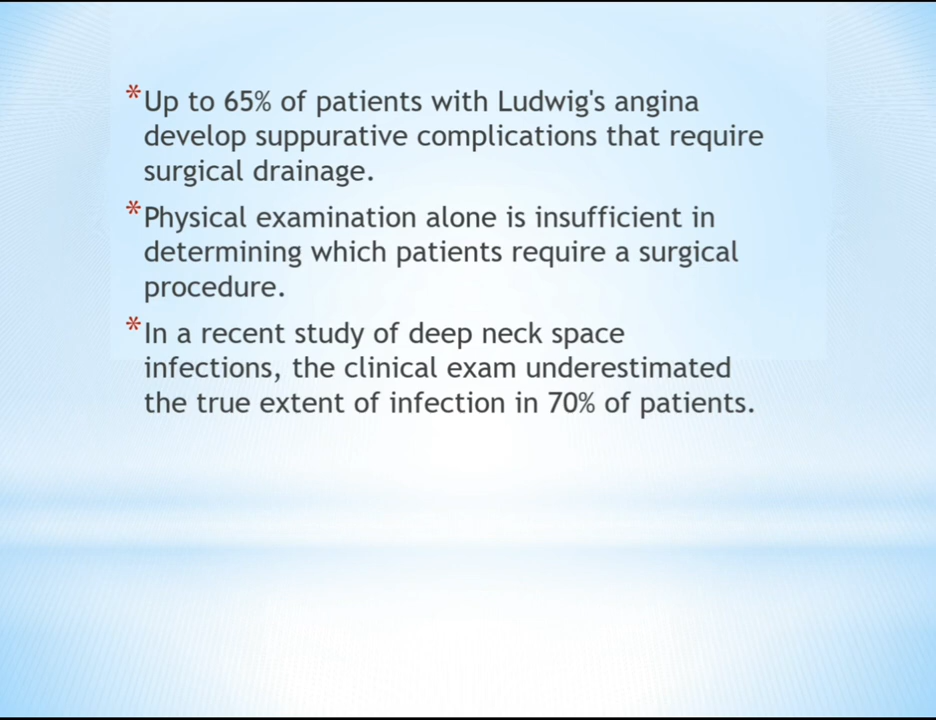 *Up to 65% of patients with Ludwig's angina
develop suppurative complications that require
surgical drainage.
*Physical examination alone is insufficient in
determining which patients require a surgical
procedure.
*In a recent study of deep neck space
infections, the clinical exam underestimated
the true extent of infection in 70% of patients.